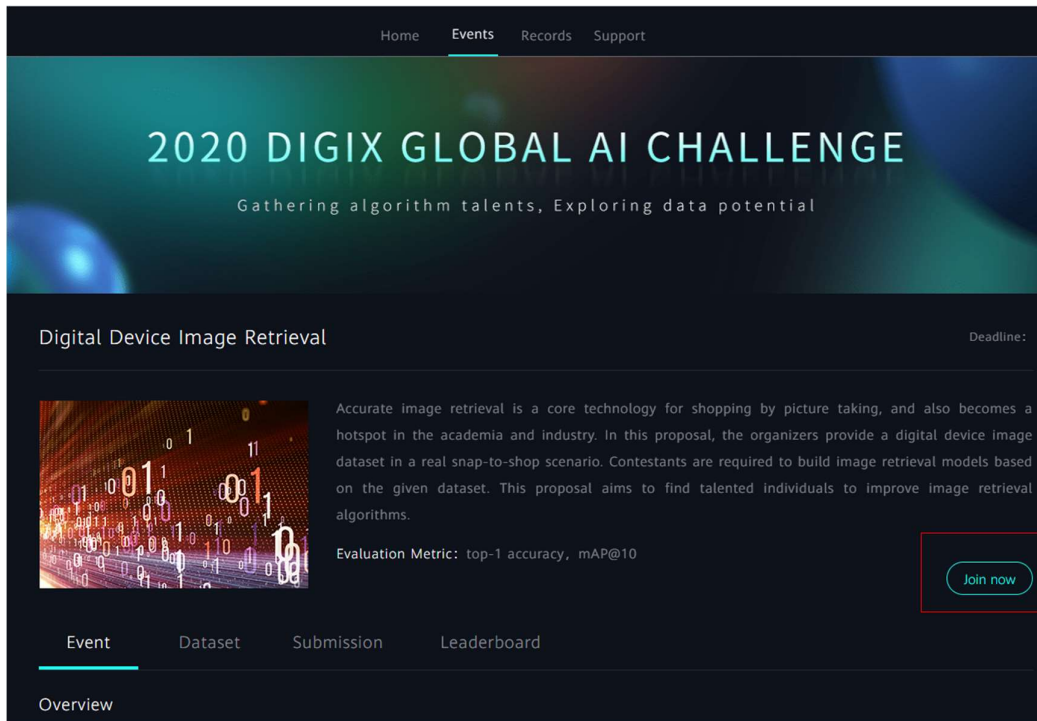 Home Events Records Support
2020 DIGIX GLOBAL AI CHALLENGE
Gathering algorithm talents, Exploring data potential
Digital Device Image Retrieval
Deadline:
Accurate image retrieval is a core technology for shopping by picture taking, and also becomes a
hotspot in the academia and industry. In this proposal, the organizers provide a digital device image
dataset in a real snap-to-shop scenario. Contestants are required to build image retrieval models based
on the given dataset. This proposal aims to find talented individuals to improve image retrieval
algorithms.
Evaluation Metric: top-1 accuracy, mAP@10
Join now
Event Dataset Submission Leaderboard
Overview